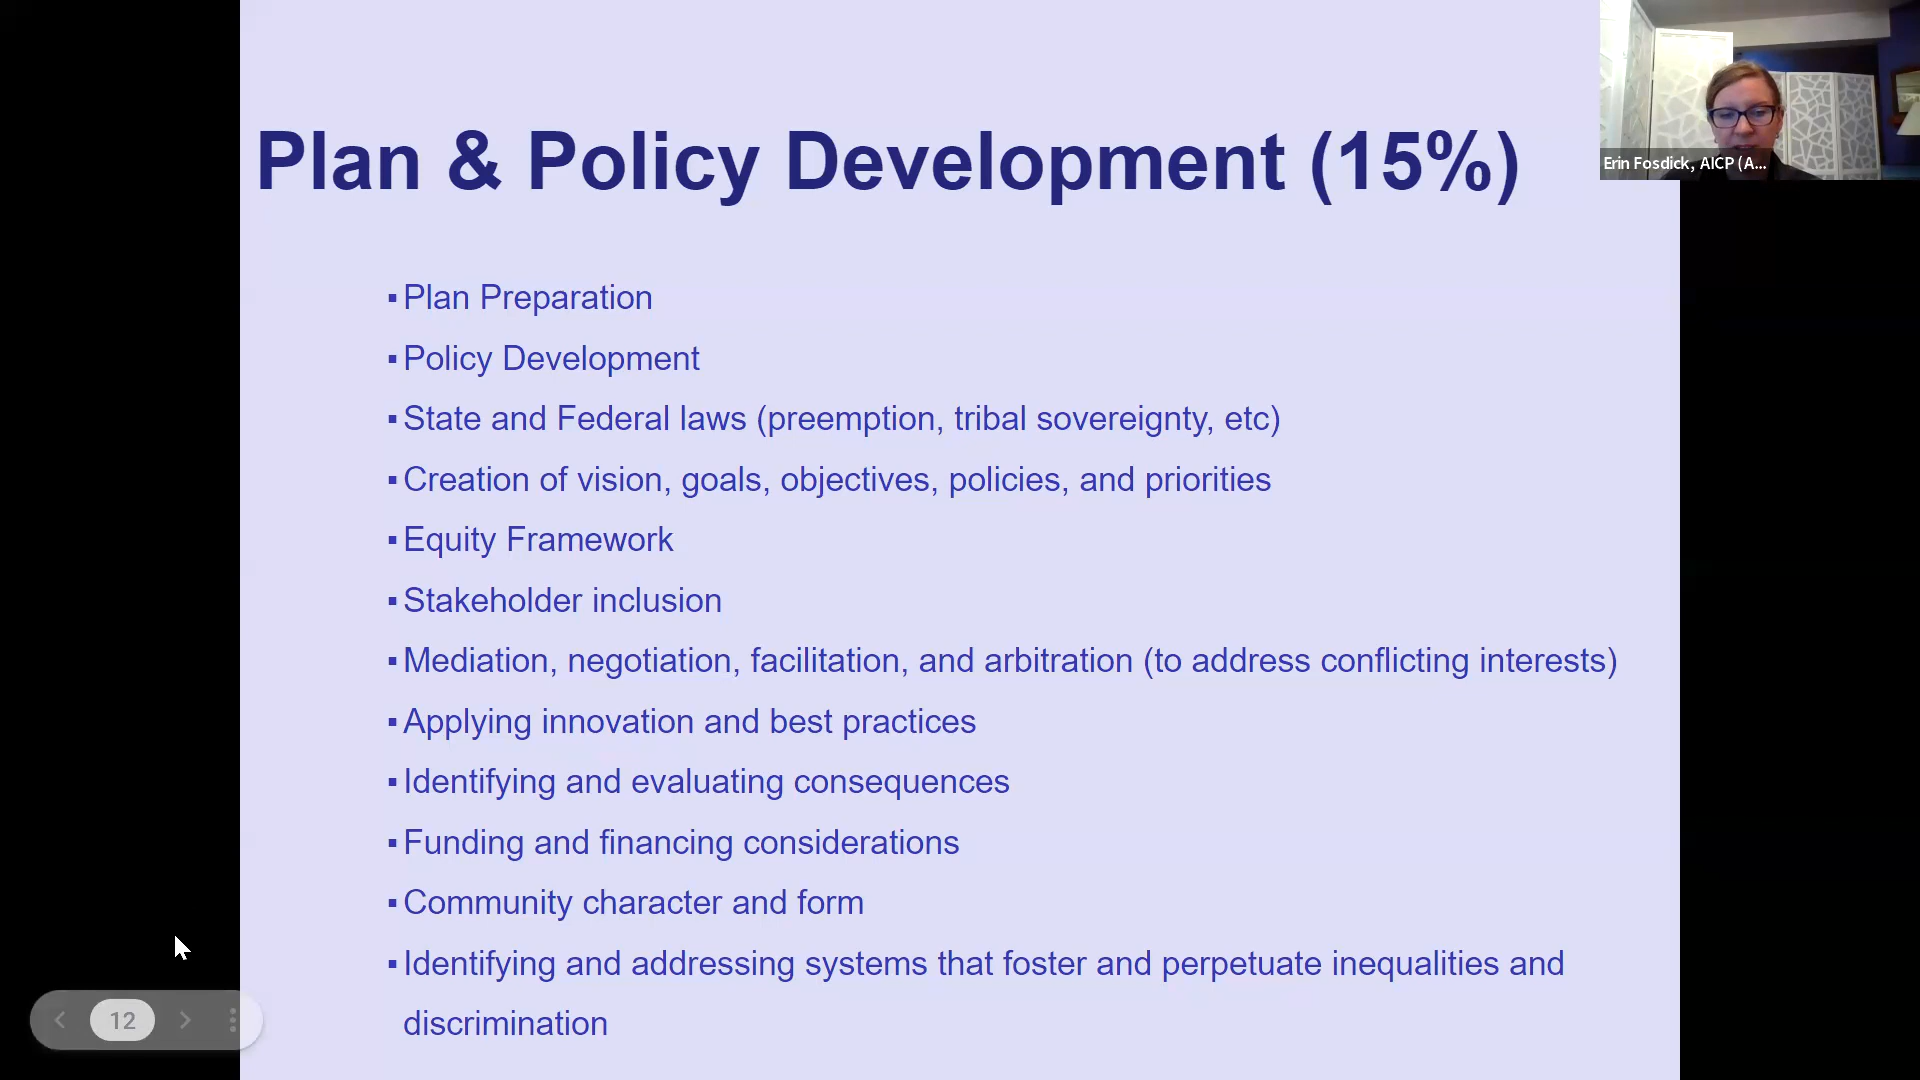 Plan & Policy Development (15%)
Erin Fosdick, AICP (A...
▪ Plan Preparation
▪ Policy Development
▪ State and Federal laws (preemption, tribal sovereignty, etc)
▪ Creation of vision, goals, objectives, policies, and priorities
▪ Equity Framework
▪ Stakeholder inclusion
▪ Mediation, negotiation, facilitation, and arbitration (to address conflicting interests)
▪ Applying innovation and best practices
▪ Identifying and evaluating consequences
▪ Funding and financing considerations
▪ Community character and form
▪ Identifying and addressing systems that foster and perpetuate inequalities and
discrimination
12